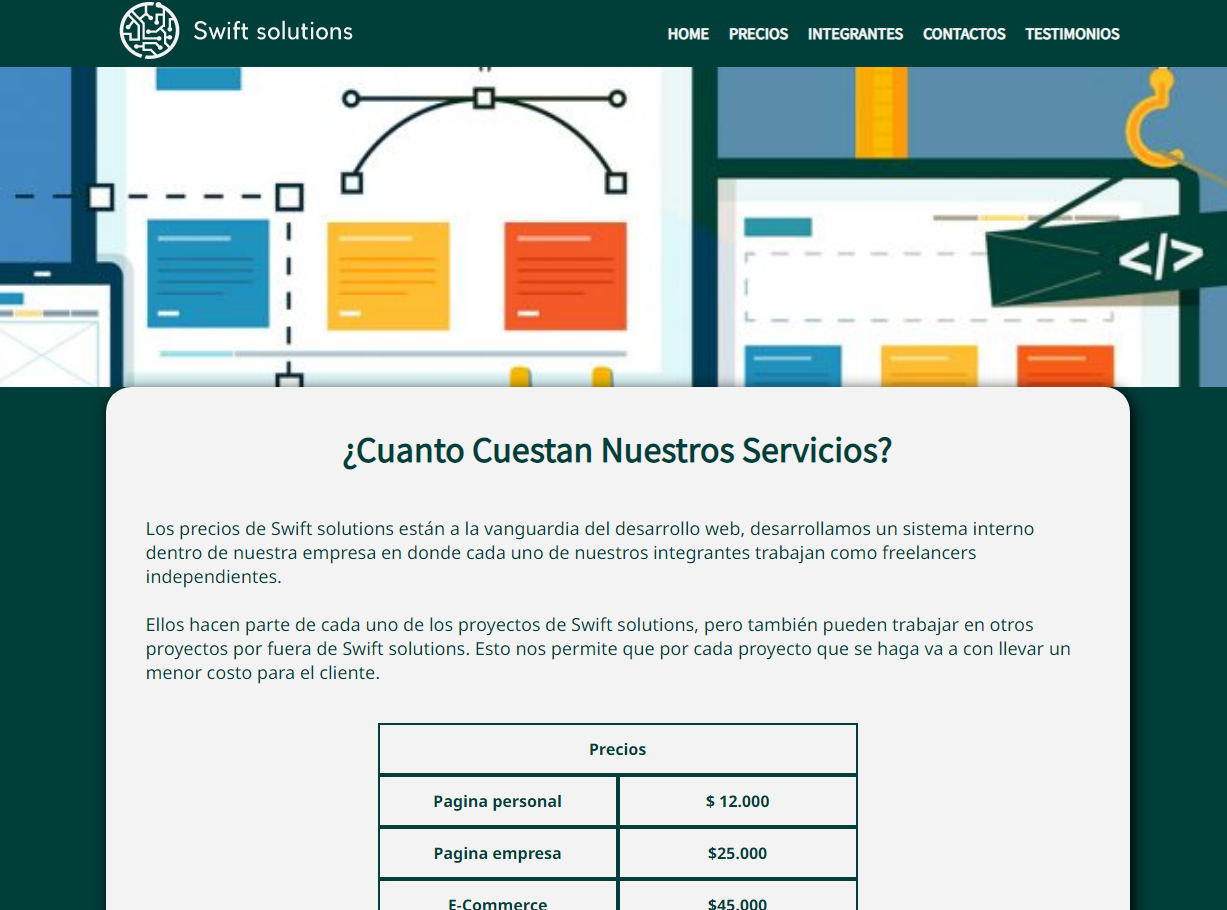 Swift solutions
HOME PRECIOS INTEGRANTES CONTACTOS TESTIMONIOS
</>
¿Cuanto Cuestan Nuestros Servicios?
Los precios de Swift solutions están a la vanguardia del desarrollo web, desarrollamos un sistema interno
dentro de nuestra empresa en donde cada uno de nuestros integrantes trabajan como freelancers
independientes.
Ellos hacen parte de cada uno de los proyectos de Swift solutions, pero también pueden trabajar en otros
proyectos por fuera de Swift solutions. Esto nos permite que por cada proyecto que se haga va a con llevar un
menor costo para el cliente.
Precios
Pagina personal $ 12.000
Pagina empresa $25.000
E-Commerce $45.000